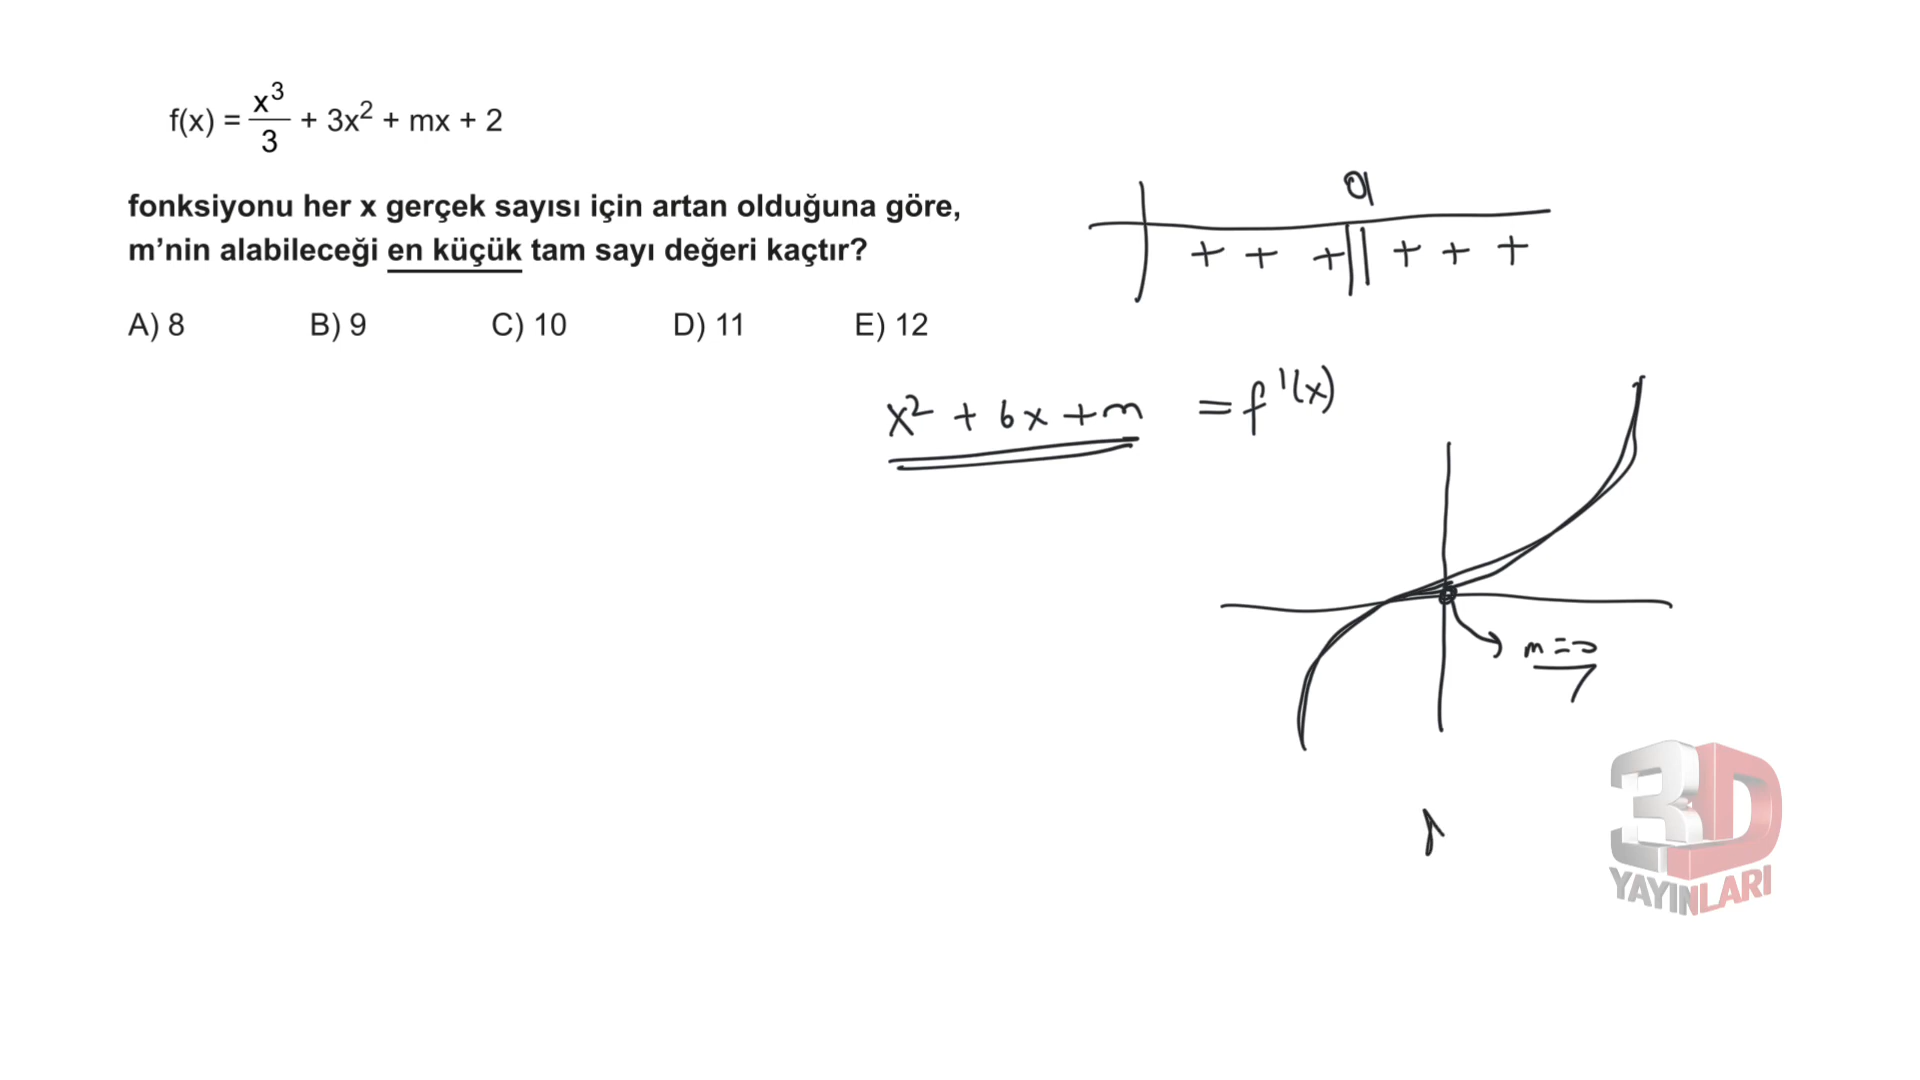 f(x) = x³/3 + 3x² + mx + 2
fonksiyonu her x gerçek sayısı için artan olduğuna göre,
m’nin alabileceği en küçük tam sayı değeri kaçtır?
A) 8 B) 9 C) 10 D) 11 E) 12
+ + + || + + +
x² + 6x + m = f'(x)
3D
YAYINLARI